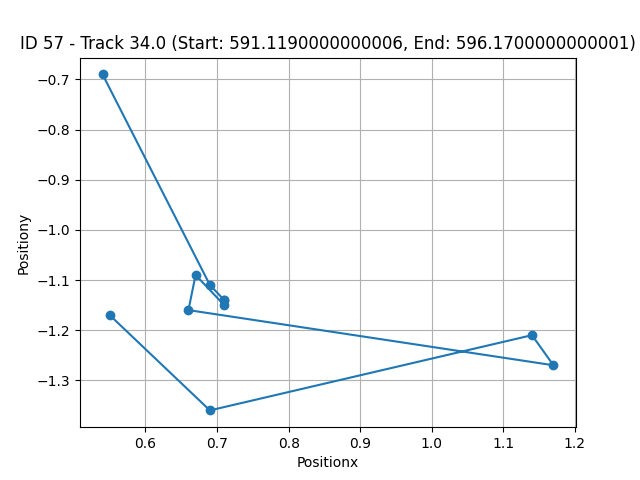 ID 57 - Track 34.0 (Start: 591.1190000000006, End: 596.1700000000001)
−0.7
−0.8
−0.9
−1.0
−1.1
−1.2
−1.3
Positiony
0.6 0.7 0.8 0.9 1.0 1.1 1.2
Positionx